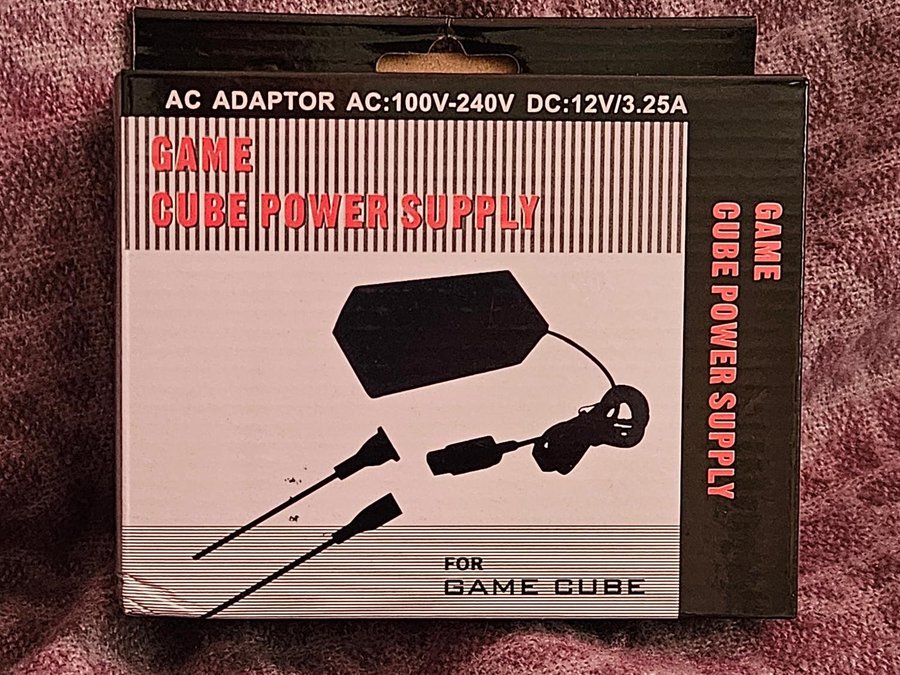 AC ADAPTOR AC:100V-240V DC:12V/3.25A
GAME
CUBE POWER SUPPLY
FOR
GAME CUBE
GAME
CUBE POWER SUPPLY